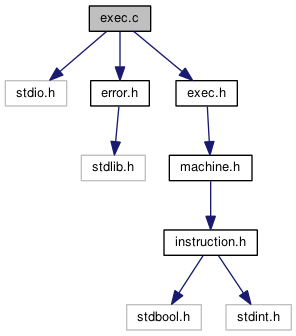 exec.c
stdio.h
error.h
exec.h
stdlib.h
machine.h
instruction.h
stdbool.h
stdint.h